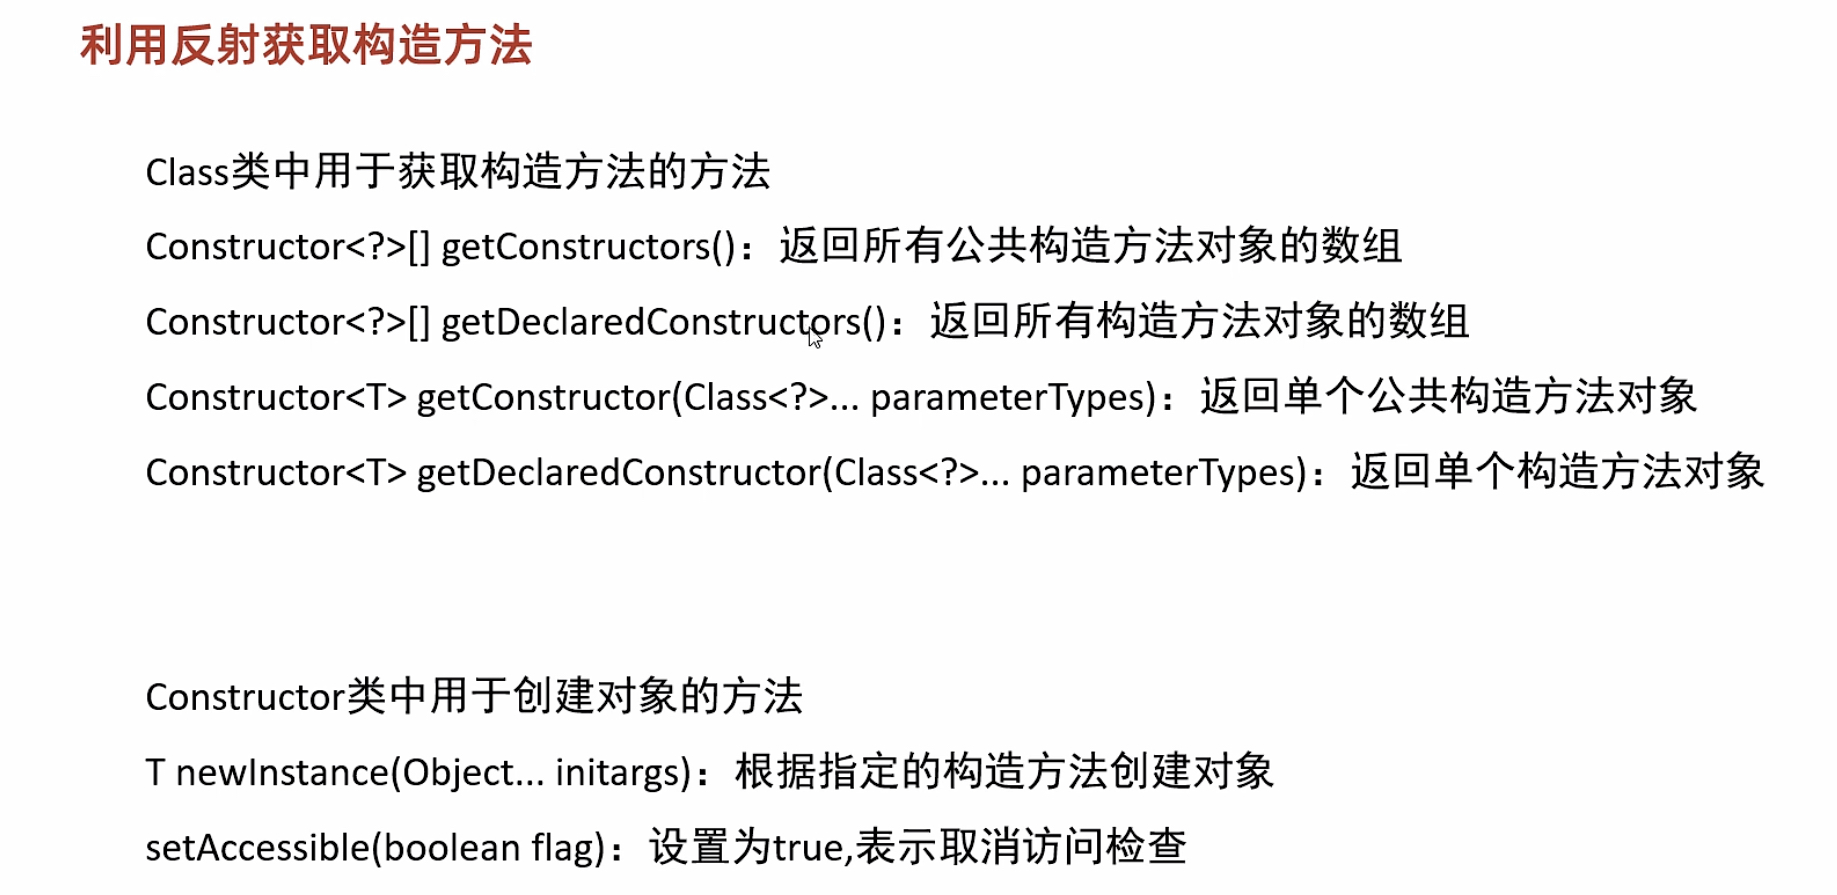 利用反射获取构造方法
Class类中用于获取构造方法的方法
Constructor<?>[] getConstructors()：返回所有公共构造方法对象的数组
Constructor<?>[] getDeclaredConstructors()：返回所有构造方法对象的数组
Constructor<T> getConstructor(Class<?>... parameterTypes)：返回单个公共构造方法对象
Constructor<T> getDeclaredConstructor(Class<?>... parameterTypes)：返回单个构造方法对象
Constructor类中用于创建对象的方法
T newInstance(Object... initargs)：根据指定的构造方法创建对象
setAccessible(boolean flag)：设置为true,表示取消访问检查